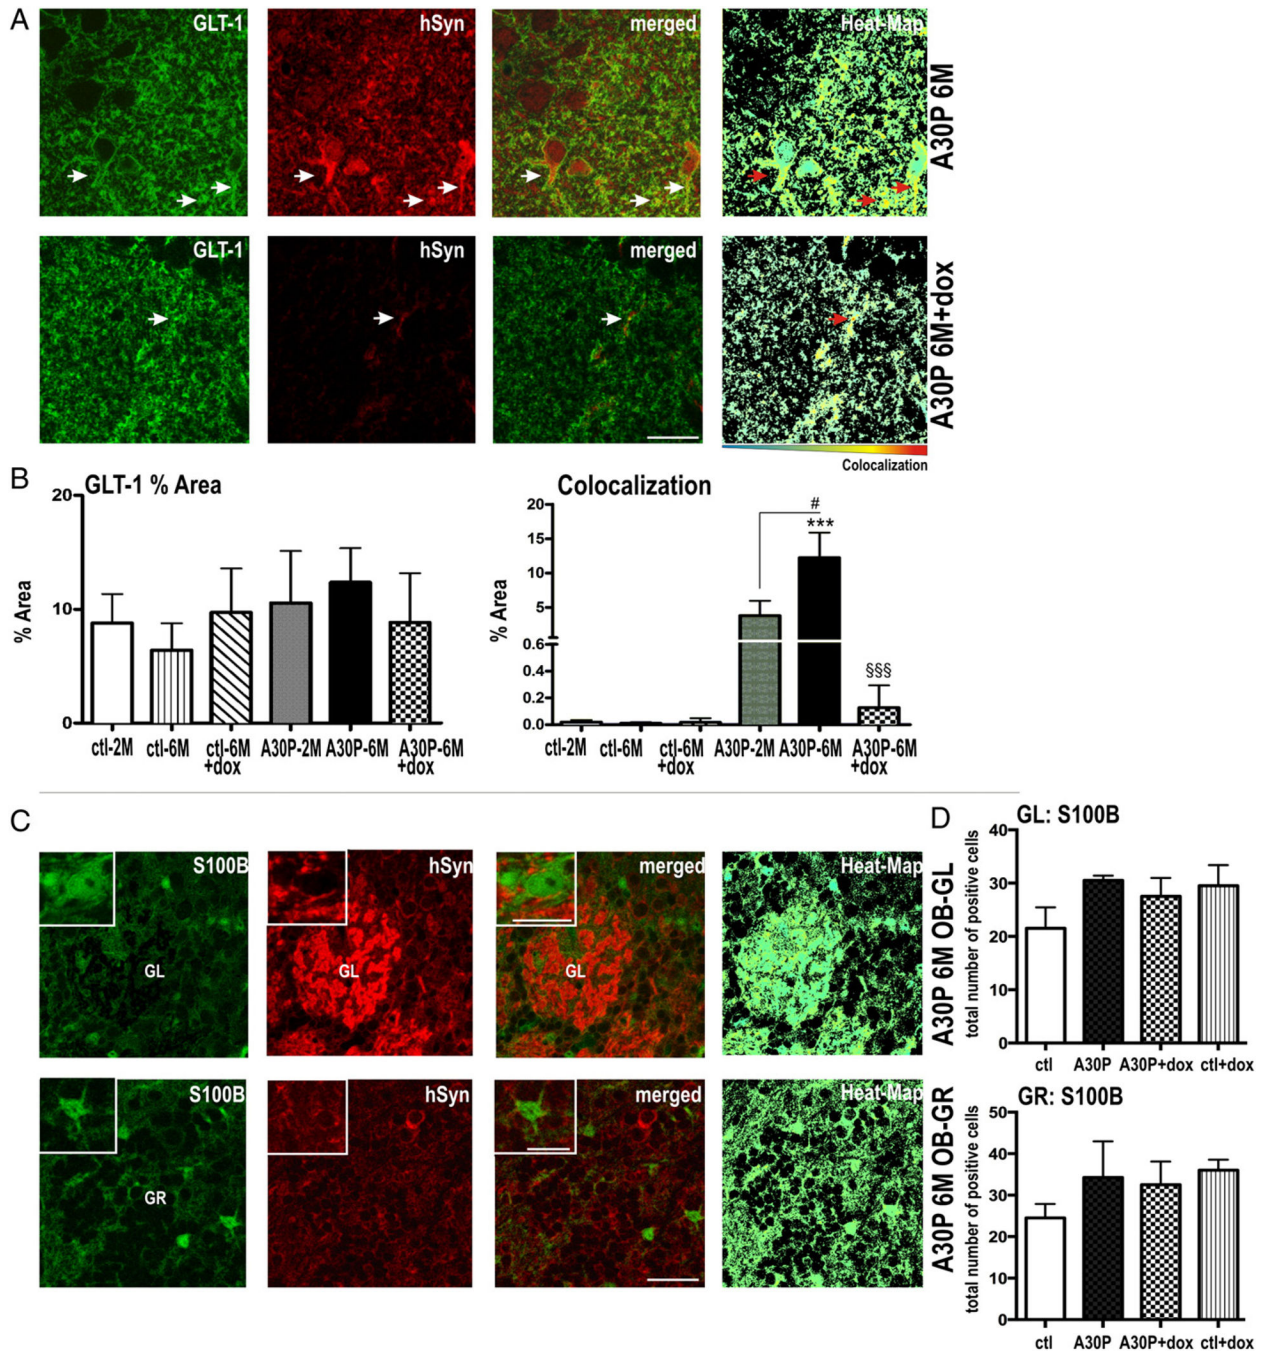 A
GLT-1
hSyn
merged
Heat-Map
A30P 6M
GLT-1
hSyn
merged
A30P 6M+dox
Colocalization
B
GLT-1 % Area
% Area
20
10
0
ctl-2M
ctl-6M
ctl-6M
+dox
A30P-2M
A30P-6M
A30P-6M
+dox
Colocalization
% Area
20
15
10
5
0.6
0.4
0.2
0.0
#
***
§§§
ctl-2M
ctl-6M
ctl-6M
+dox
A30P-2M
A30P-6M
A30P-6M
+dox
C
S100B
hSyn
merged
Heat-Map
GL
GL
GL
A30P 6M OB-GL
S100B
hSyn
merged
Heat-Map
GR
A30P 6M OB-GR
D
GL: S100B
total number of positive cells
40
30
20
10
0
ctl
A30P
A30P+dox
ctl+dox
GR: S100B
total number of positive cells
50
40
30
20
10
0
ctl
A30P
A30P+dox
ctl+dox